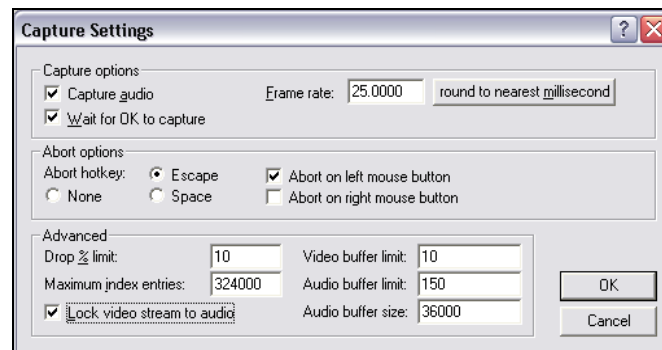 Capture Settings
?
Capture options
Capture audio
Frame rate: 25.0000 round to nearest millisecond
Wait for OK to capture
Abort options
Abort hotkey: Escape
None Space
Abort on left mouse button
Abort on right mouse button
Advanced
Drop % limit: 10
Maximum index entries: 324000
Lock video stream to audio
Video buffer limit: 10
Audio buffer limit: 150
Audio buffer size: 36000
OK
Cancel